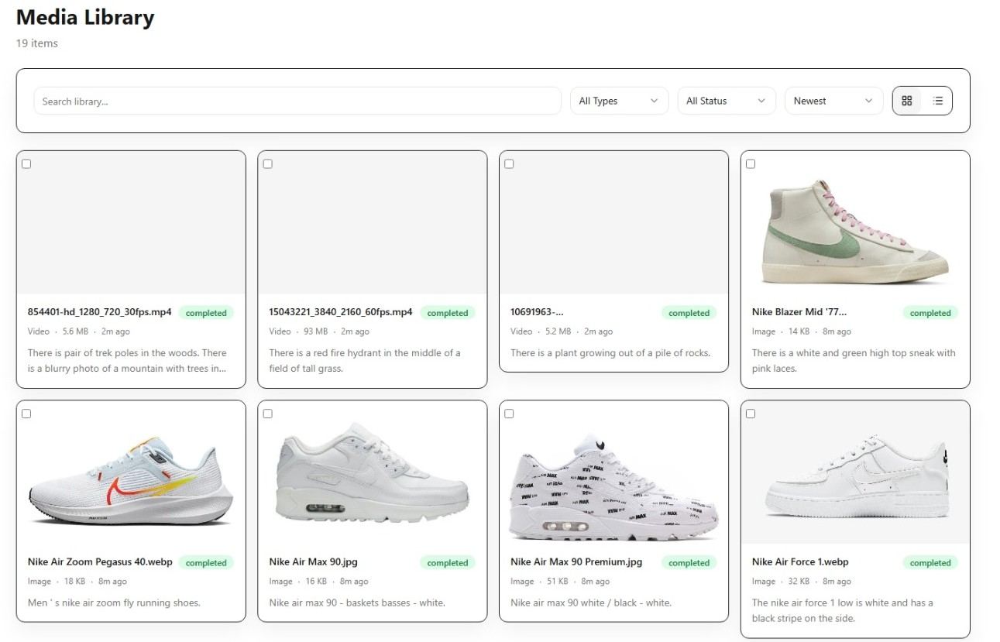 Media Library
19 items
Search library...
All Types
All Status
Newest
854401-hd_1280_720_30fps.mp4 completed
Video · 5.6 MB · 2m ago
There is pair of trek poles in the woods. There
is a blurry photo of a mountain with trees in...
15043221_3840_2160_60fps.mp4 completed
Video · 93 MB · 2m ago
There is a red fire hydrant in the middle of a
field of tall grass.
10691963-... completed
Video · 5.2 MB · 2m ago
There is a plant growing out of a pile of rocks.
Nike Blazer Mid '77... completed
Image · 14 KB · 8m ago
There is a white and green high top sneak with
pink laces.
Nike Air Zoom Pegasus 40.webp completed
Image · 18 KB · 8m ago
Men ' s nike air zoom fly running shoes.
Nike Air Max 90.jpg completed
Image · 16 KB · 8m ago
Nike air max 90 - baskets basses - white.
AIR MAX
Nike Air Max 90 Premium.jpg completed
Image · 51 KB · 8m ago
Nike air max 90 white / black - white.
Nike Air Force 1.webp completed
Image · 32 KB · 8m ago
The nike air force 1 low is white and has a
black stripe on the side.